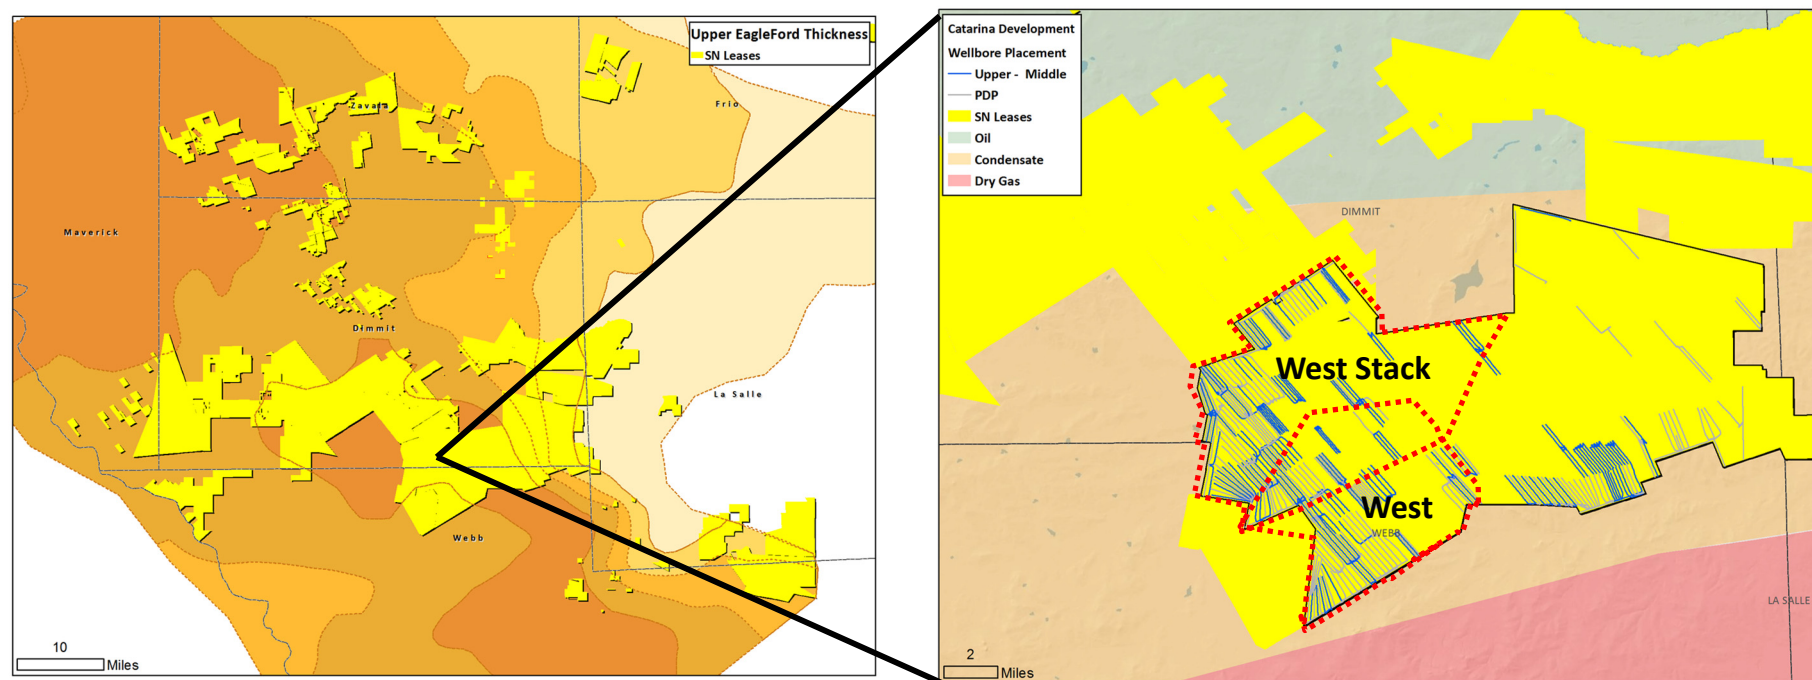 Upper EagleFord Thickness
SN Leases
Zavala
Frio
Maverick
Dimmit
La Salle
Webb
10
Miles
Catarina Development
Wellbore Placement
Upper - Middle
PDP
SN Leases
Oil
Condensate
Dry Gas
DIMMIT
West Stack
West
WEBB
LA SALLE
2
Miles